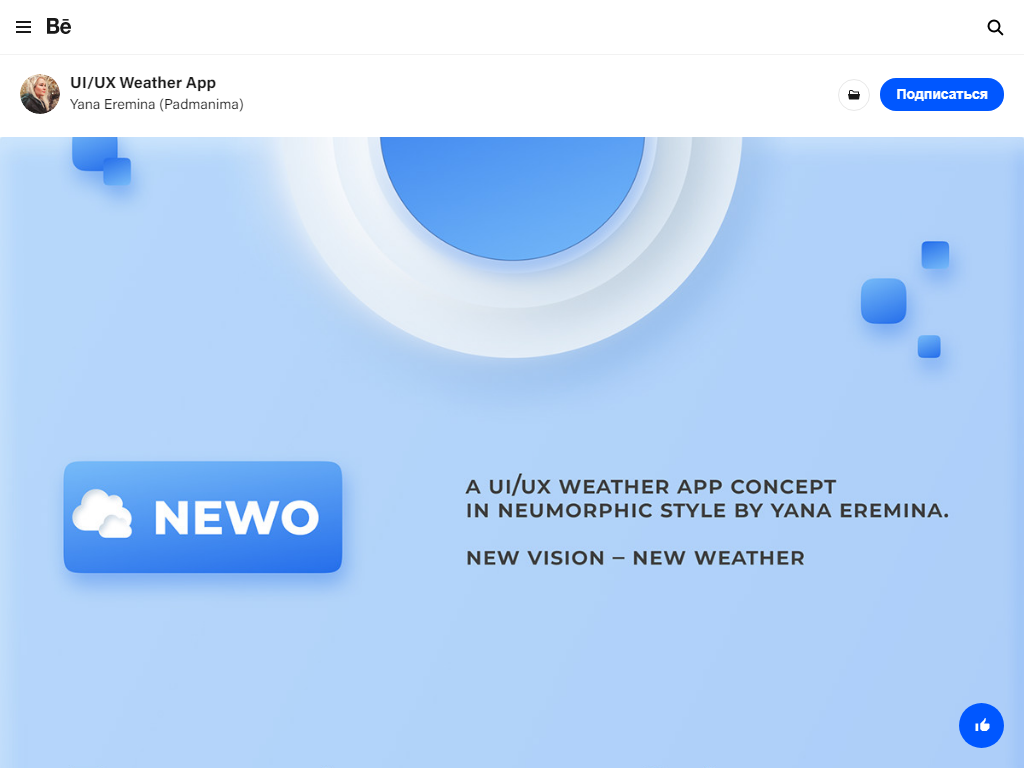 Bē
UI/UX Weather App
Yana Eremina (Padmanima)
Подписаться
NEWO
A UI/UX WEATHER APP CONCEPT
IN NEUMORPHIC STYLE BY YANA EREMINA.
NEW VISION – NEW WEATHER